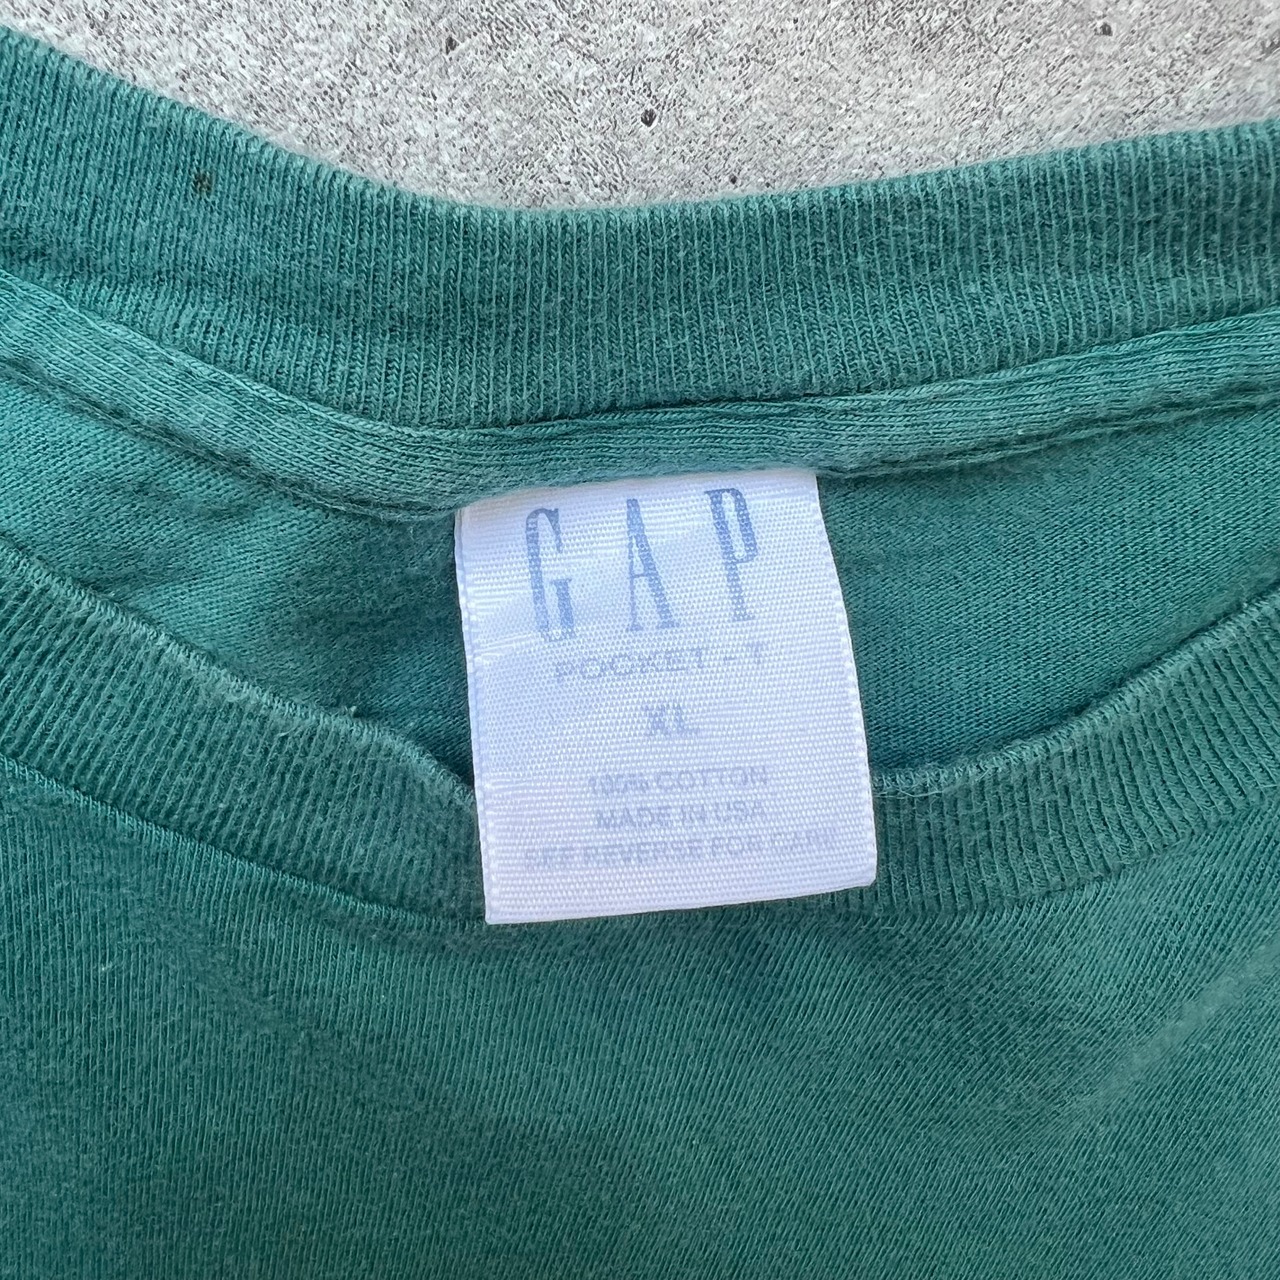 GAP
POCKET-T
XL
100% COTTON
MADE IN USA
SEE REVERSE FOR CARE